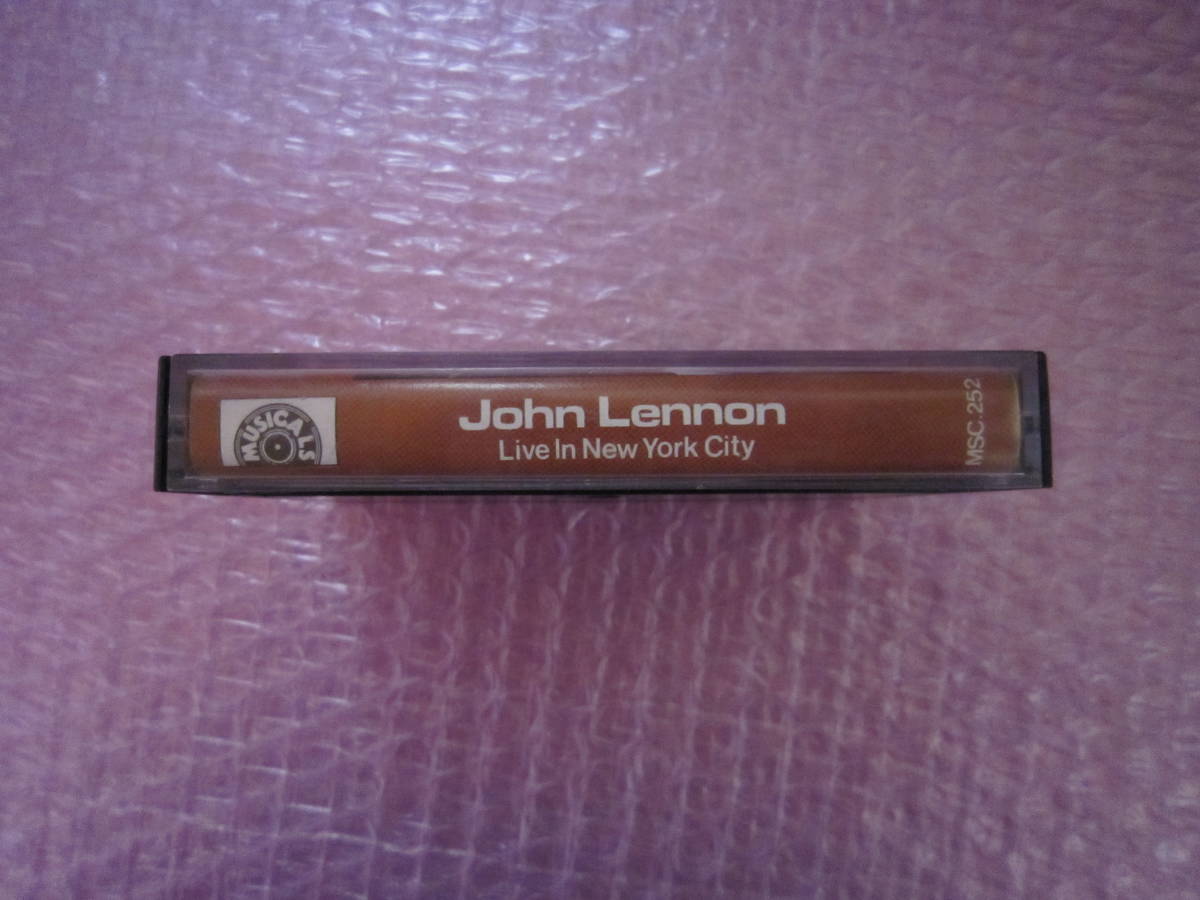 MUSICALS
John Lennon
Live In New York City
MSC.252